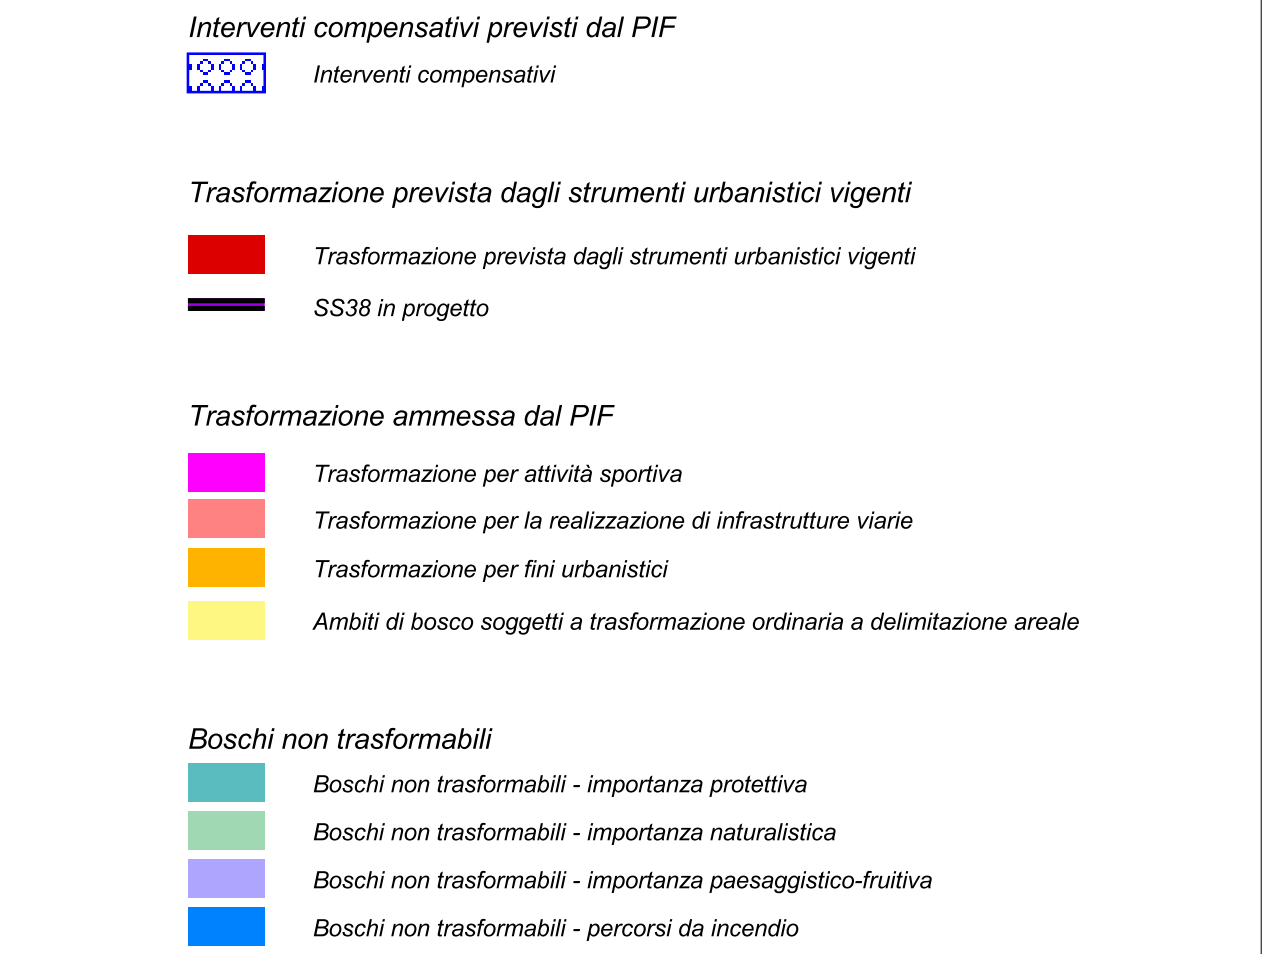 Interventi compensativi previsti dal PIF
Interventi compensativi
Trasformazione prevista dagli strumenti urbanistici vigenti
Trasformazione prevista dagli strumenti urbanistici vigenti
SS38 in progetto
Trasformazione ammessa dal PIF
Trasformazione per attività sportiva
Trasformazione per la realizzazione di infrastrutture viarie
Trasformazione per fini urbanistici
Ambiti di bosco soggetti a trasformazione ordinaria a delimitazione areale
Boschi non trasformabili
Boschi non trasformabili - importanza protettiva
Boschi non trasformabili - importanza naturalistica
Boschi non trasformabili - importanza paesaggistico-fruitiva
Boschi non trasformabili - percorsi da incendio